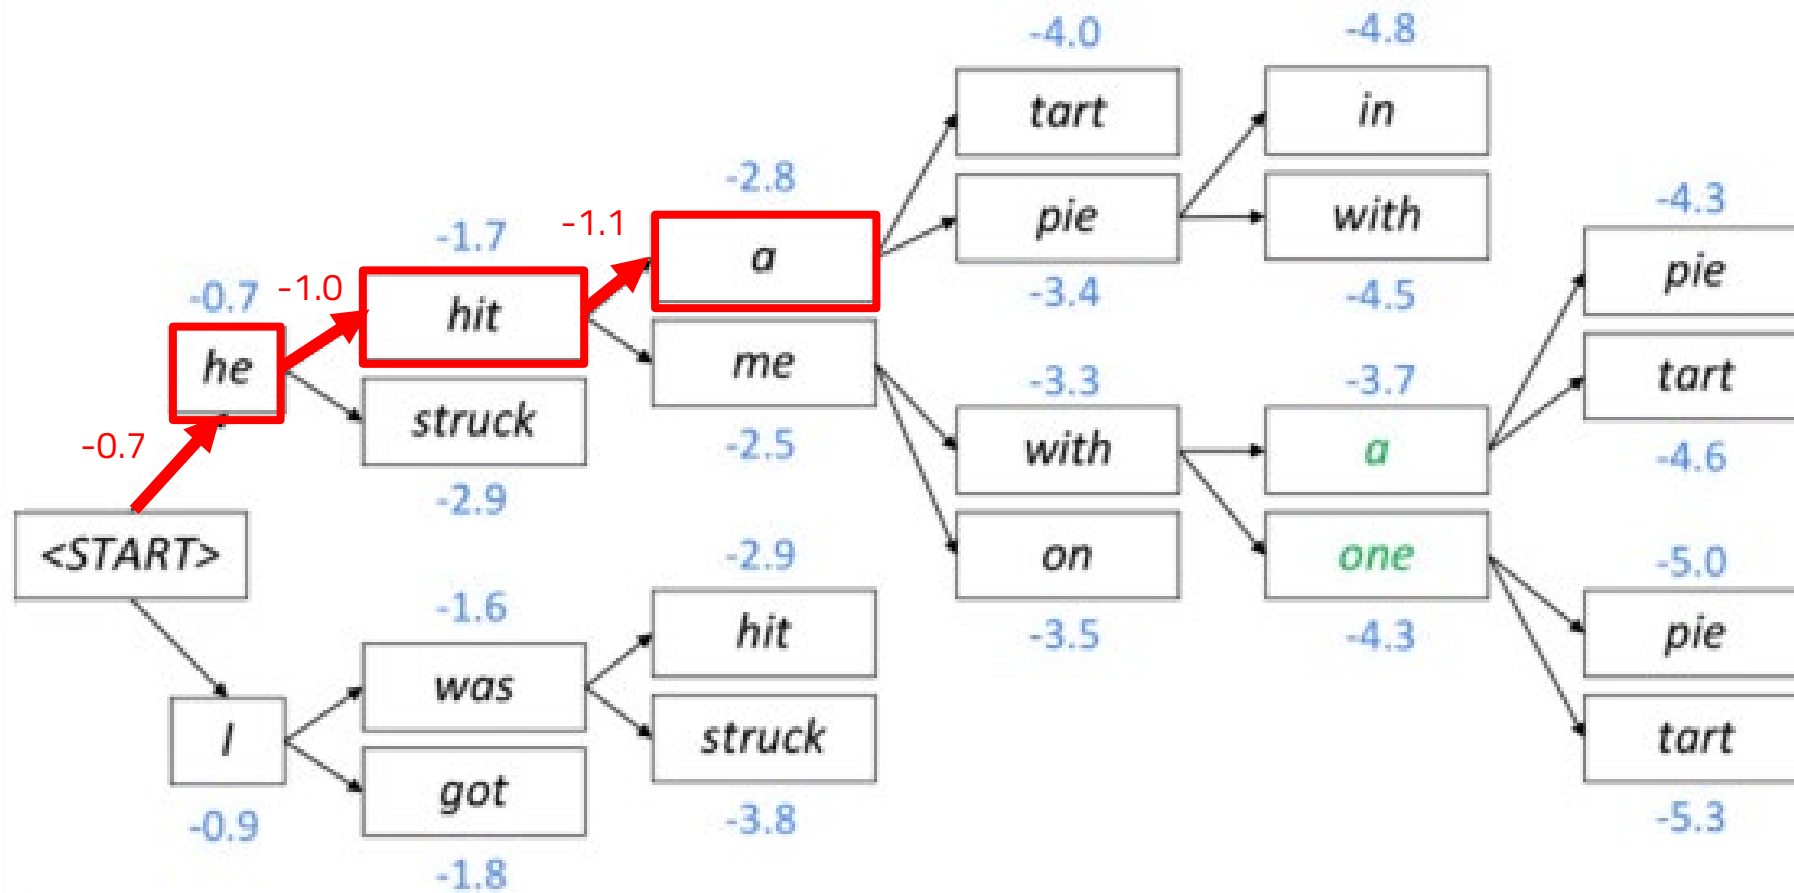 -4.0
-4.8
tart
in
-2.8
pie
with
-4.3
-1.7
-1.1
a
-3.4
-4.5
pie
-0.7
-1.0
hit
he
me
-3.3
-3.7
tart
struck
-2.5
with
a
-4.6
-0.7
-2.9
<START>
-2.9
on
one
-5.0
-1.6
hit
-3.5
-4.3
pie
was
I
struck
tart
got
-0.9
-3.8
-5.3
-1.8